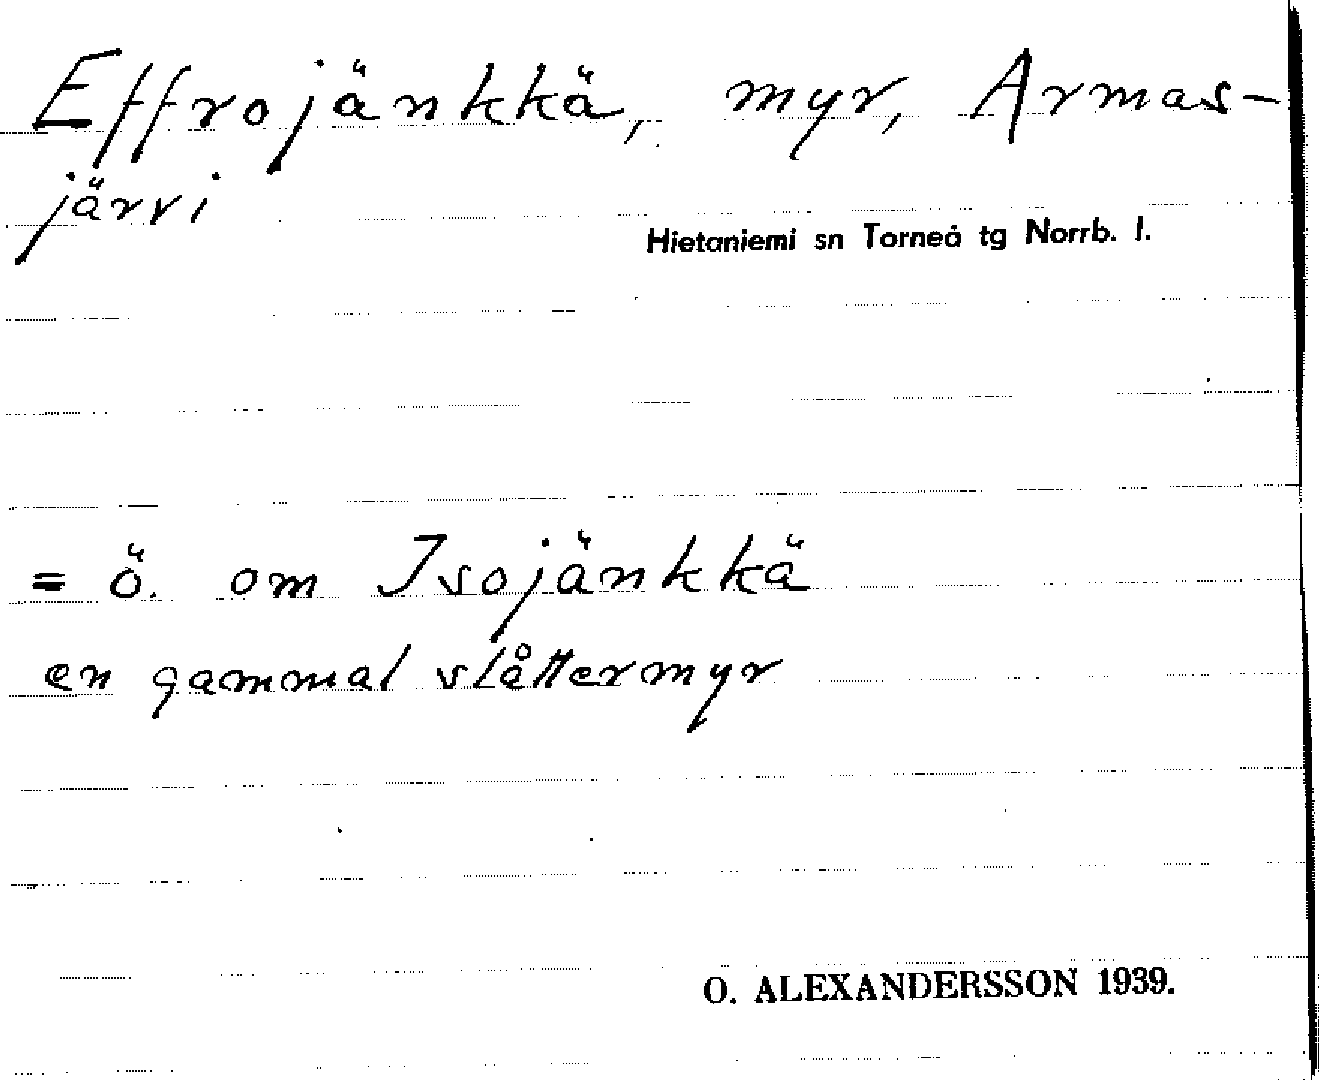 Effrojänkkä, myr, Armas-
järvi
Hietaniemi sn Torneå tg Norrb. l.
= ö. om Isojänkkä
en gammal slåttermyr
O. ALEXANDERSSON 1939.